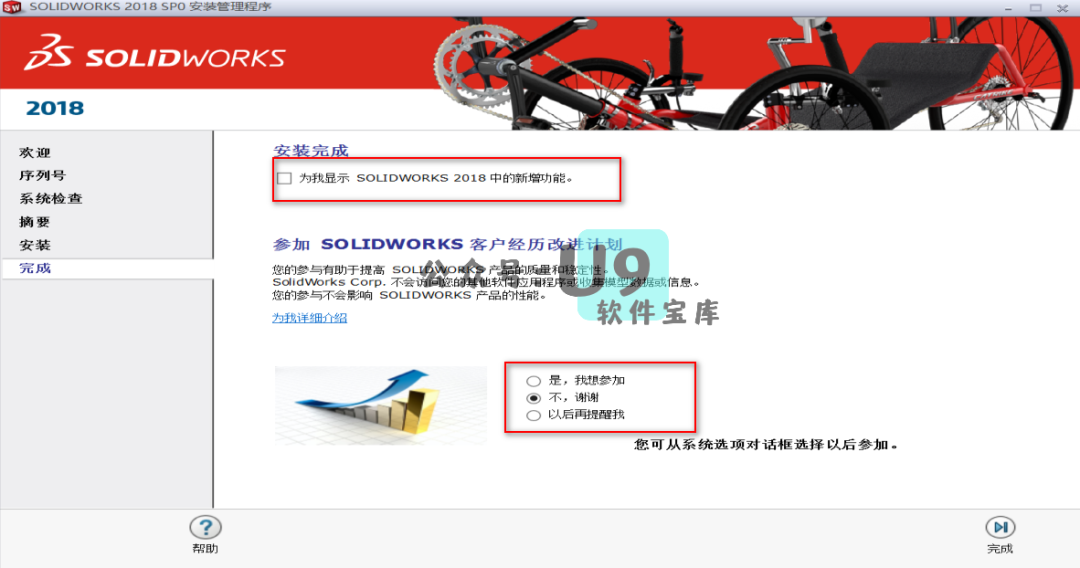 SOLIDWORKS 2018 SP0 安装管理程序
SOLIDWORKS
2018
欢迎
序列号
系统检查
摘要
安装
完成
安装完成
为我显示 SOLIDWORKS 2018 中的新增功能。
参加 SOLIDWORKS 客户经历改进计划
您的参与有助于提高 SOLIDWORKS 产品的质量和稳定性。
SolidWorks Corp. 不会访问您的其他软件应用程序或收集模型数据或信息。
您的参与不会影响 SOLIDWORKS 产品的性能。
为我详细介绍
公众号-U9
软件宝库
是，我想参加
不，谢谢
以后再提醒我
您可从系统选项对话框选择以后参加。
帮助
完成